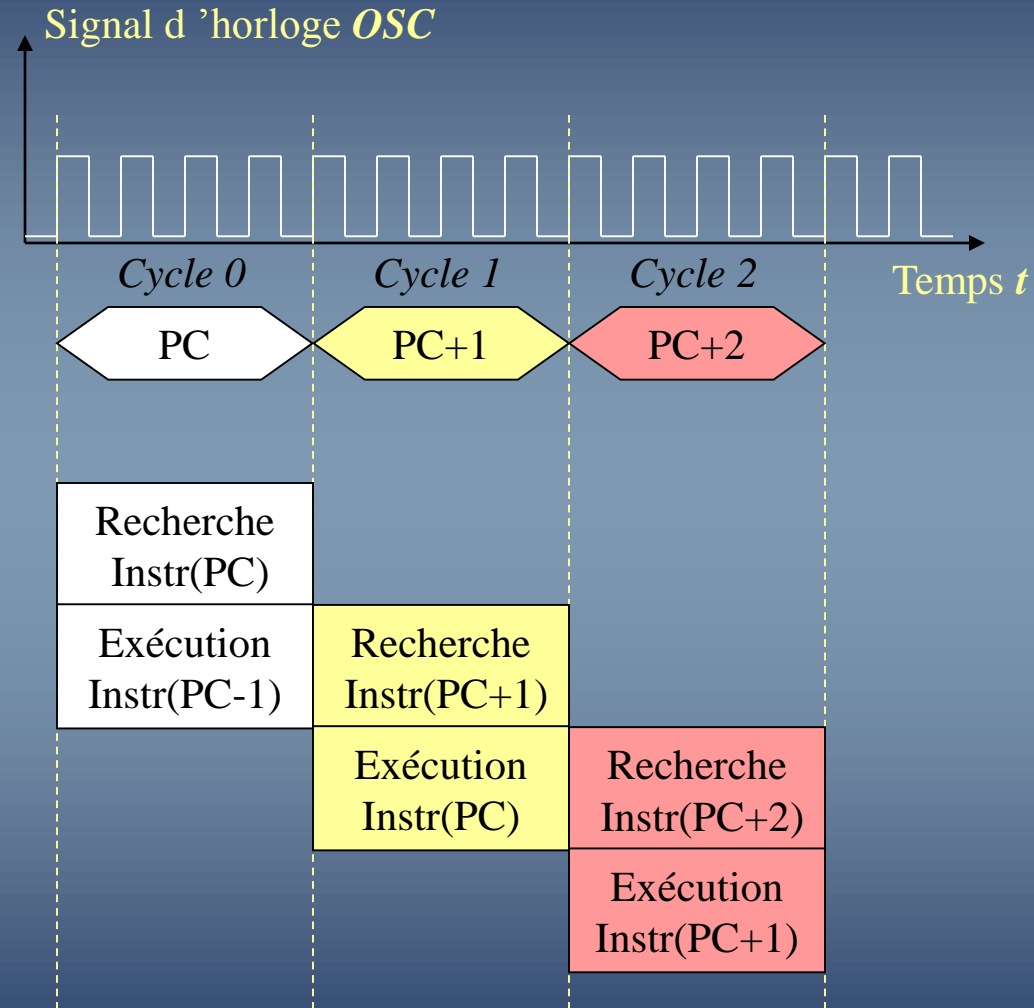 Signal d ’horloge OSC
Cycle 0 Cycle 1 Cycle 2
Temps t
PC PC+1 PC+2
Recherche
Instr(PC)
Exécution
Instr(PC-1)
Recherche
Instr(PC+1)
Exécution
Instr(PC)
Recherche
Instr(PC+2)
Exécution
Instr(PC+1)